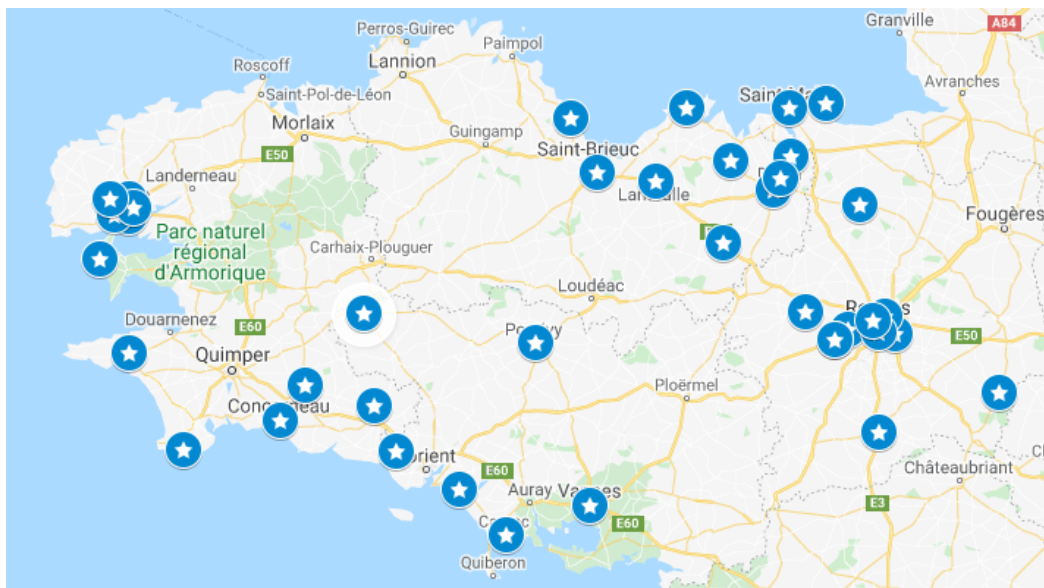 Granville
A84
Perros-Guirec
Paimpol
Lannion
Roscoff
Avranches
Saint-Pol-de-Léon
Morlaix
Guingamp
E50
Saint-Brieuc
Landerneau
Fougères
Parc naturel
régional
d'Armorique
Carhaix-Plouguer
Loudéac
Douarnenez
E60
E50
Quimper
Ploërmel
Châteaubriant
E60
Auray
E3
E60
Quiberon